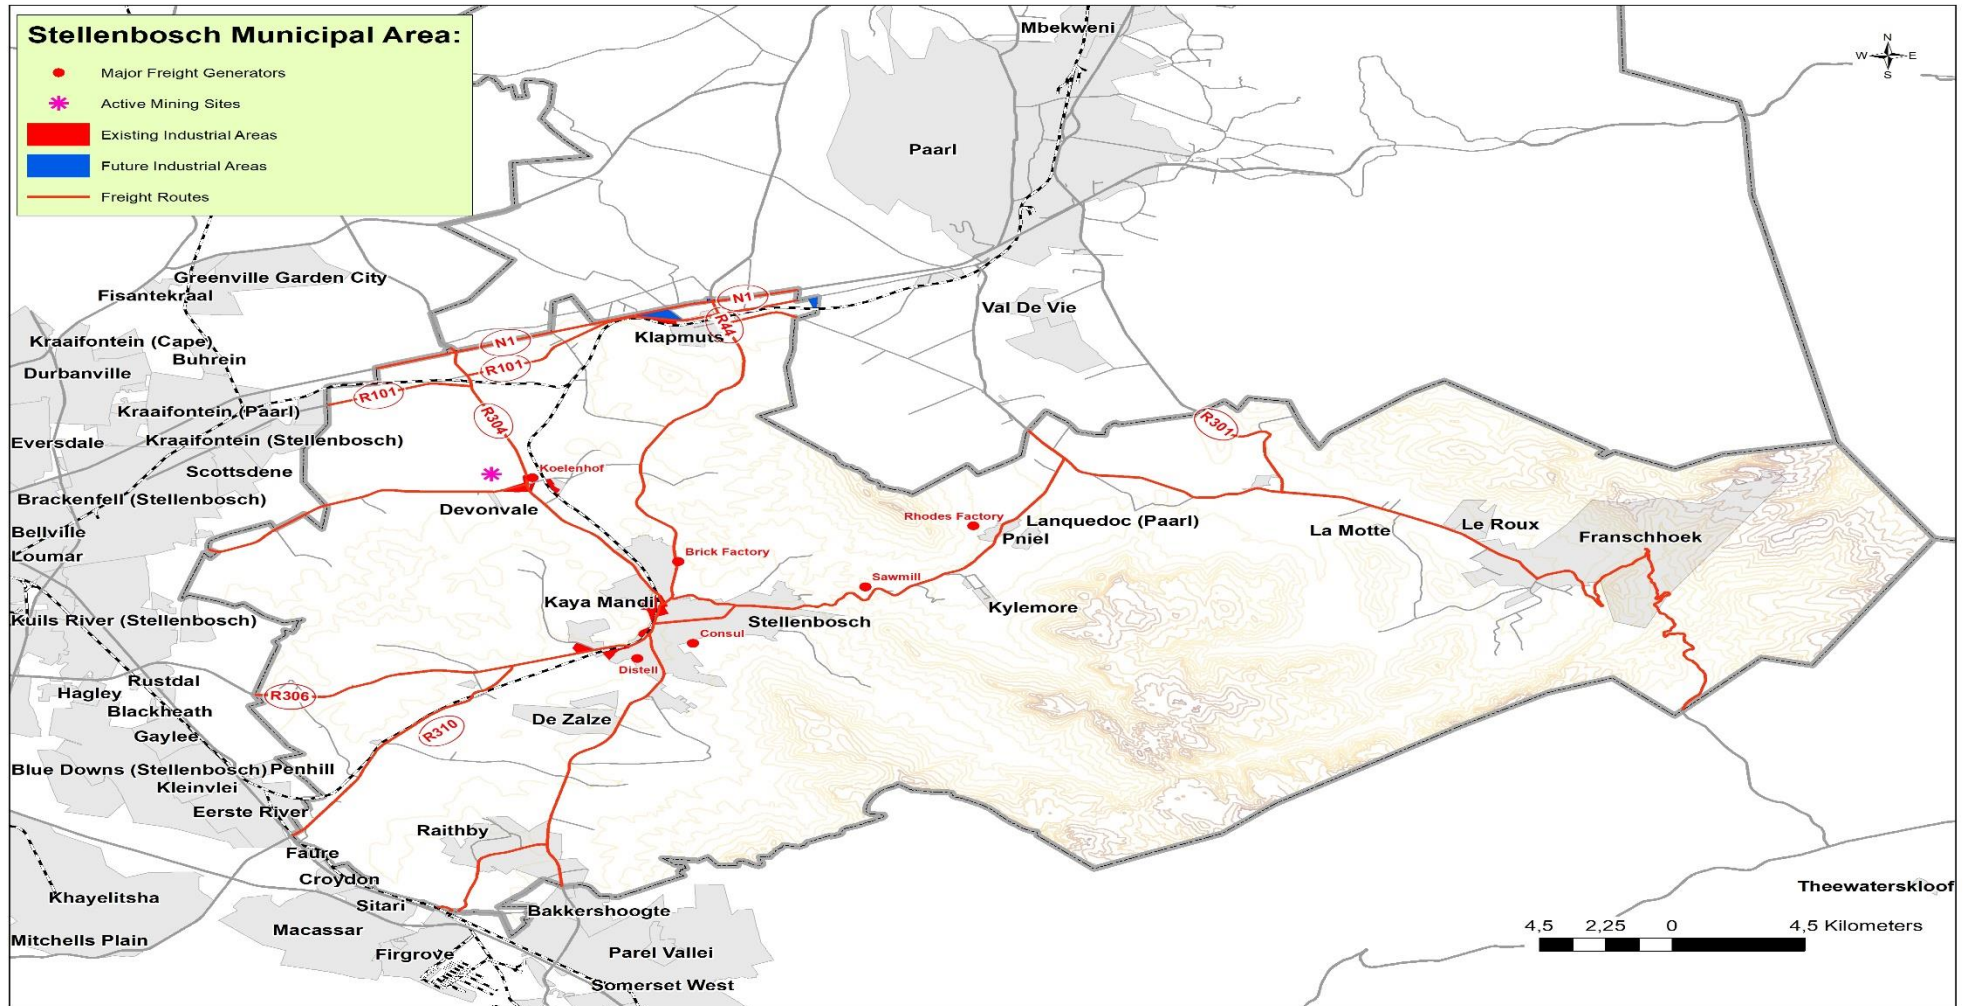 Stellenbosch Municipal Area:
Major Freight Generators
Active Mining Sites
Existing Industrial Areas
Future Industrial Areas
Freight Routes
N
W E
S
Mbekweni
Paarl
Greenville Garden City
Fisantekraal
N1
Val De Vie
R44
Klapmuts
Kraaifontein (Cape)
N1
Buhrein
R101
Durbanville
R101
Kraaifontein (Paarl)
R304
R301
Eversdale
Kraaifontein (Stellenbosch)
Scottsdene
Koelenhof
Brackenfell (Stellenbosch)
Devonvale
Rhodes Factory
Lanquedoc (Paarl)
Le Roux
Bellville
La Motte
Pniel
Franschhoek
Loumar
Brick Factory
Sawmill
Kaya Mandi
Kylemore
Kuils River (Stellenbosch)
Stellenbosch
Consul
Distell
Rustdal
Hagley
R306
Blackheath
De Zalze
Gaylee
R310
Blue Downs (Stellenbosch)
Penhill
Kleinvlei
Eerste River
Raithby
Faure
Croydon
Theewaterskloof
Khayelitsha
Sitari
Bakkershoogte
Macassar
4,5 2,25 0 4,5 Kilometers
Mitchells Plain
Firgrove
Parel Vallei
Somerset West